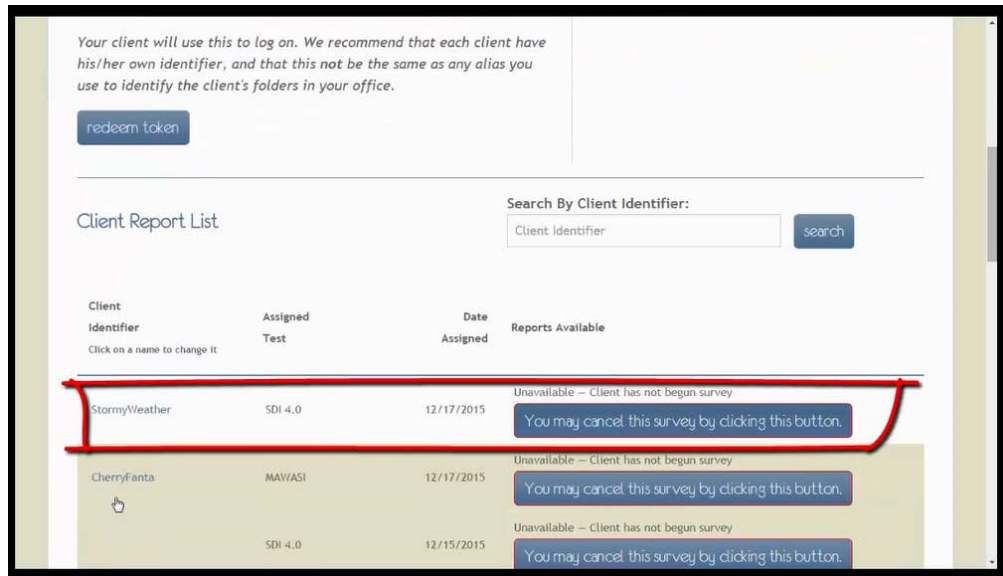 Your client will use this to log on. We recommend that each client have
his/her own identifier, and that this not be the same as any alias you
use to identify the client's folders in your office.
redeem token
Client Report List
Search By Client Identifier:
Client Identifier
search
Client
Identifier
Click on a name to change it
Assigned
Test
Date
Assigned
Reports Available
StormyWeather
SDI 4.0
12/17/2015
Unavailable — Client has not begun survey
You may cancel this survey by clicking this button.
CherryFanta
MAWASI
12/17/2015
Unavailable — Client has not begun survey
You may cancel this survey by clicking this button.
SDI 4.0
12/15/2015
Unavailable — Client has not begun survey
You may cancel this survey by clicking this button.